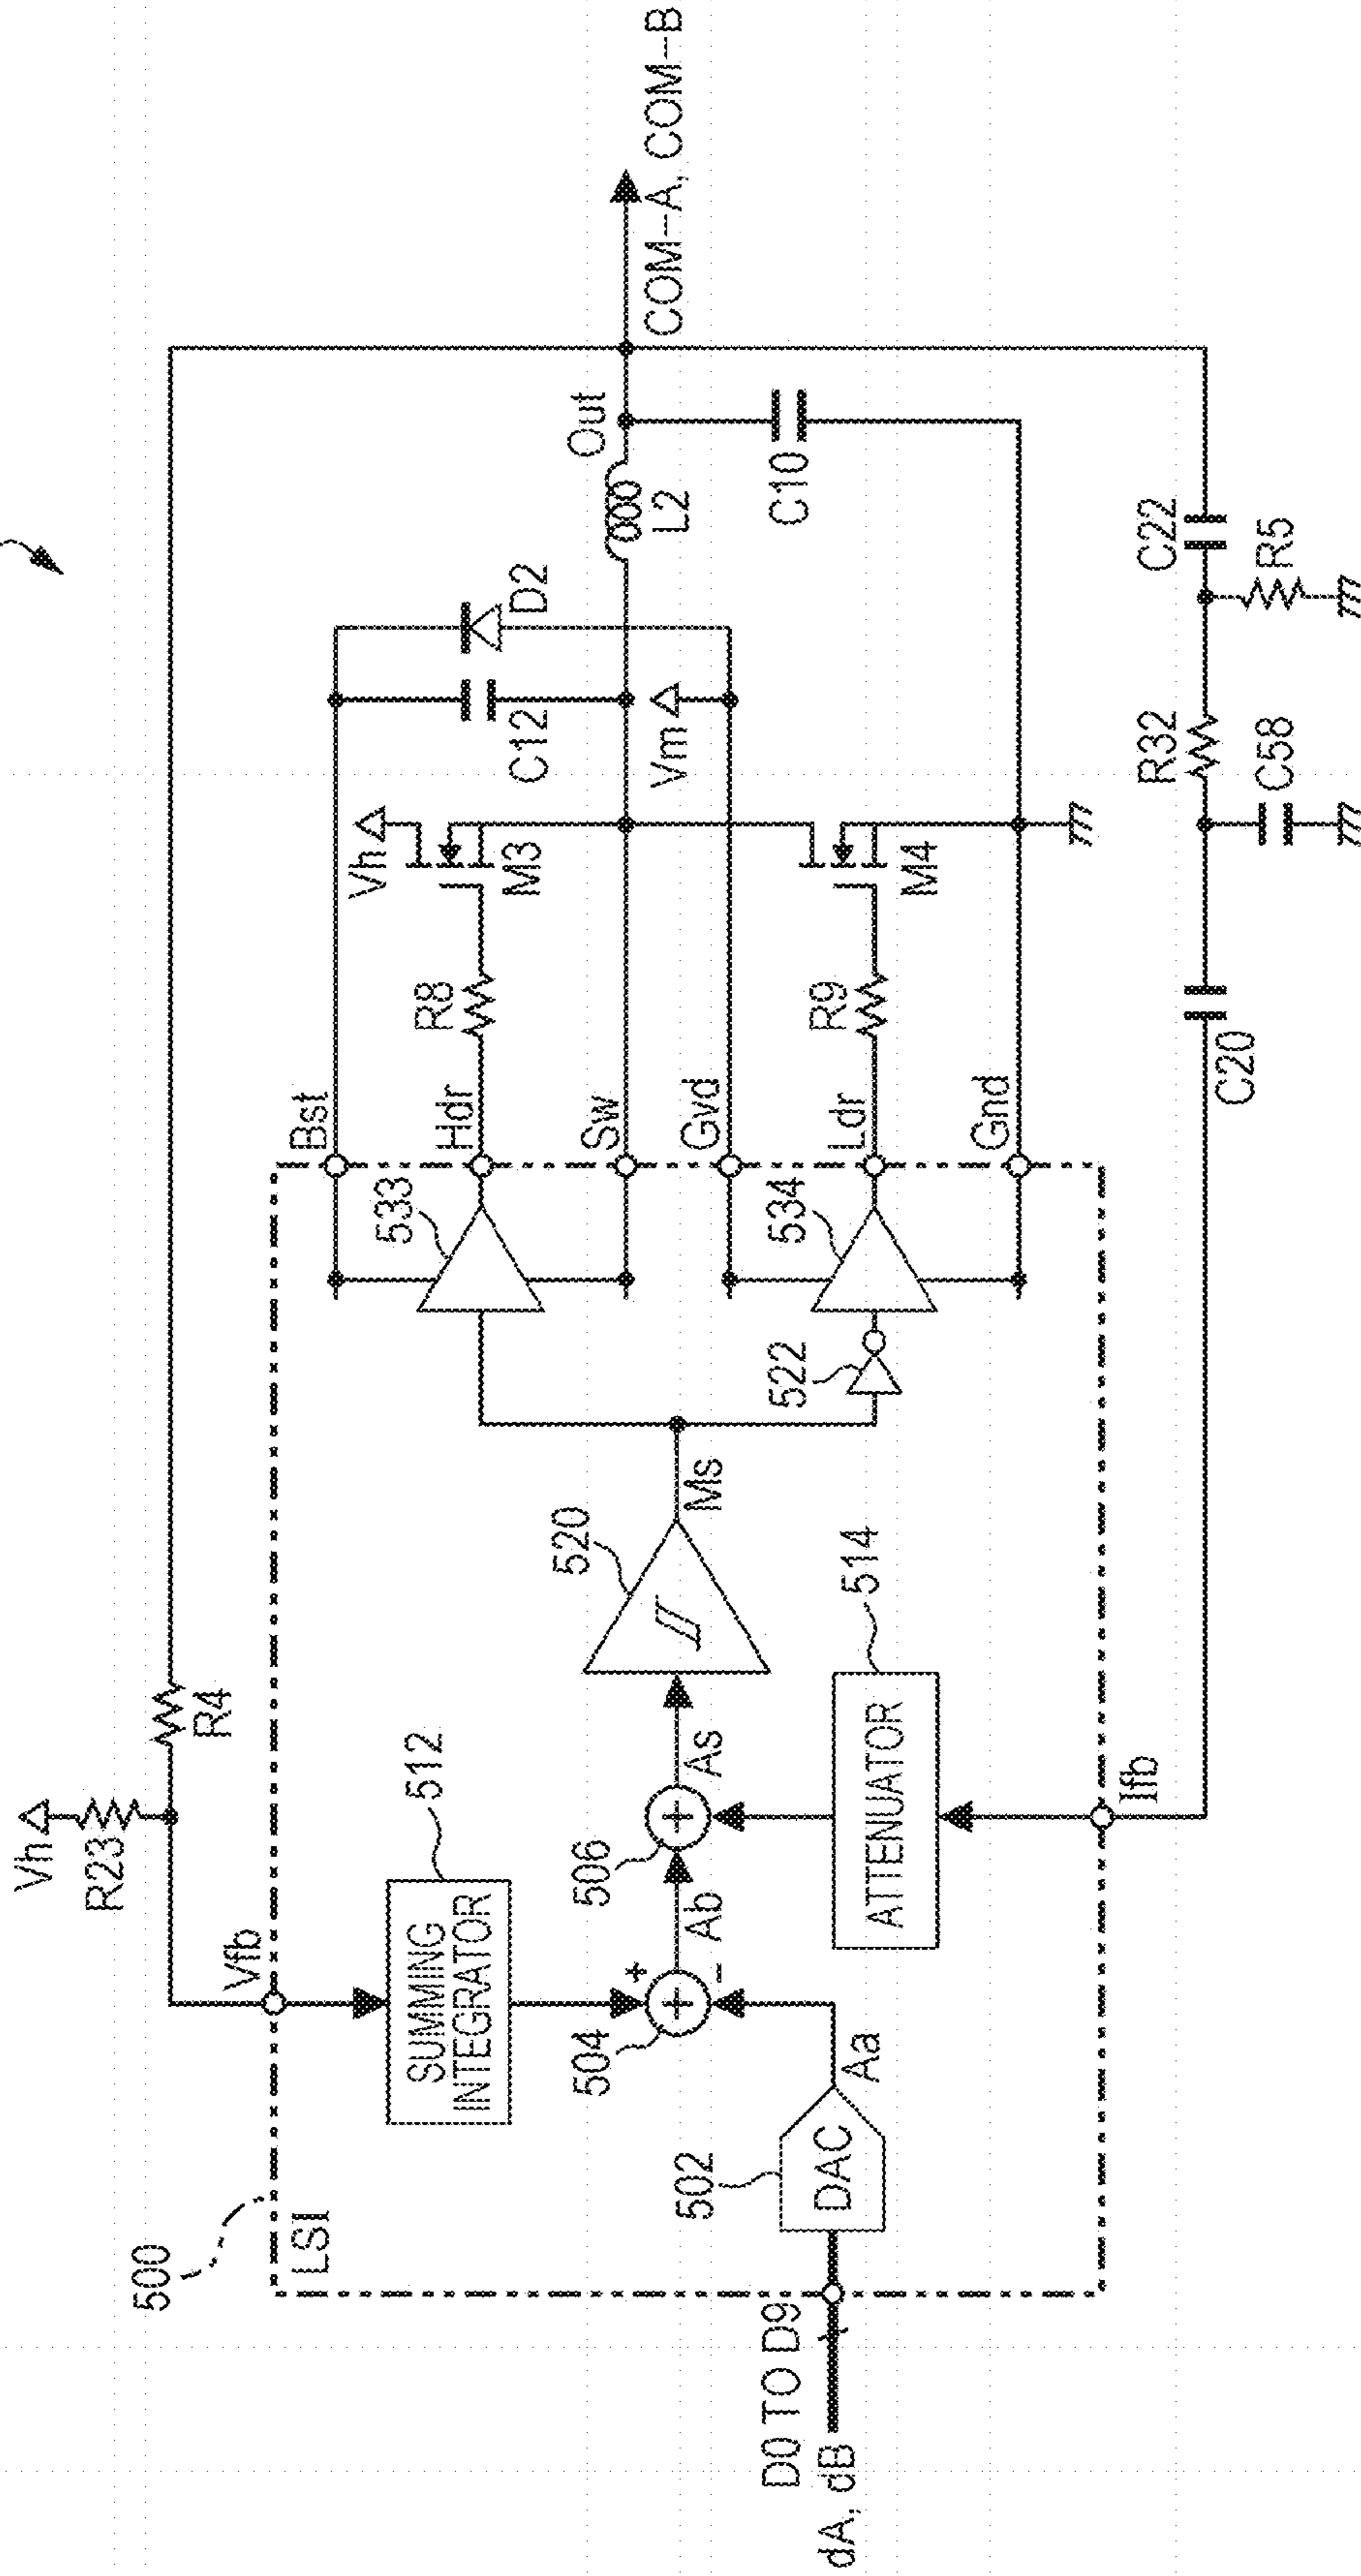 500
LSI
D0 TO D9
dA, dB
502
DAC
Aa
Vfb
Vh
R23
R4
512
SUMMING
INTEGRATOR
504
+
-
Ab
506
As
514
ATTENUATOR
Ifb
520
Ms
522
533
534
Bst
Hdr
Sw
Gvd
Ldr
Gnd
R8
R9
Vh
M3
M4
Vm
C12
D2
L2
Out
C10
COM-A, COM-B
C20
R32
C58
C22
R5